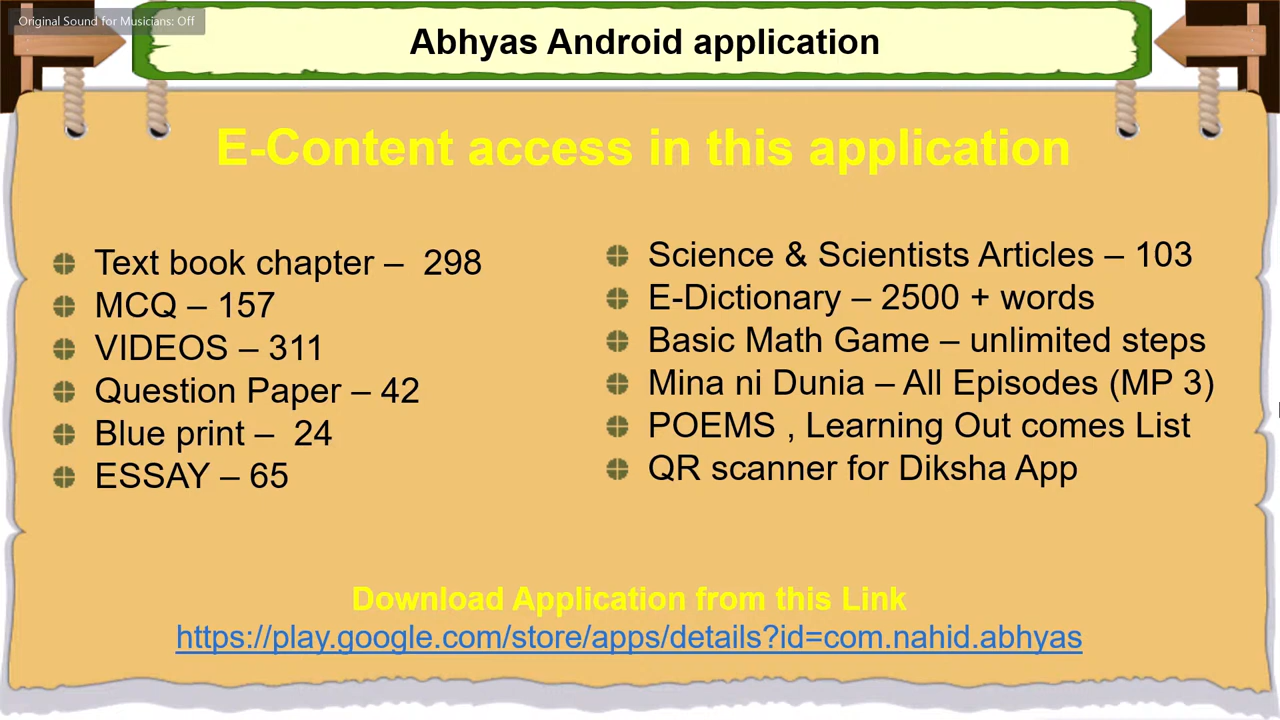 Original Sound for Musicians: Off
Abhyas Android application
E-Content access in this application
Text book chapter – 298
MCQ – 157
VIDEOS – 311
Question Paper – 42
Blue print – 24
ESSAY – 65
Science & Scientists Articles – 103
E-Dictionary – 2500 + words
Basic Math Game – unlimited steps
Mina ni Dunia – All Episodes (MP 3)
POEMS , Learning Out comes List
QR scanner for Diksha App
Download Application from this Link
https://play.google.com/store/apps/details?id=com.nahid.abhyas